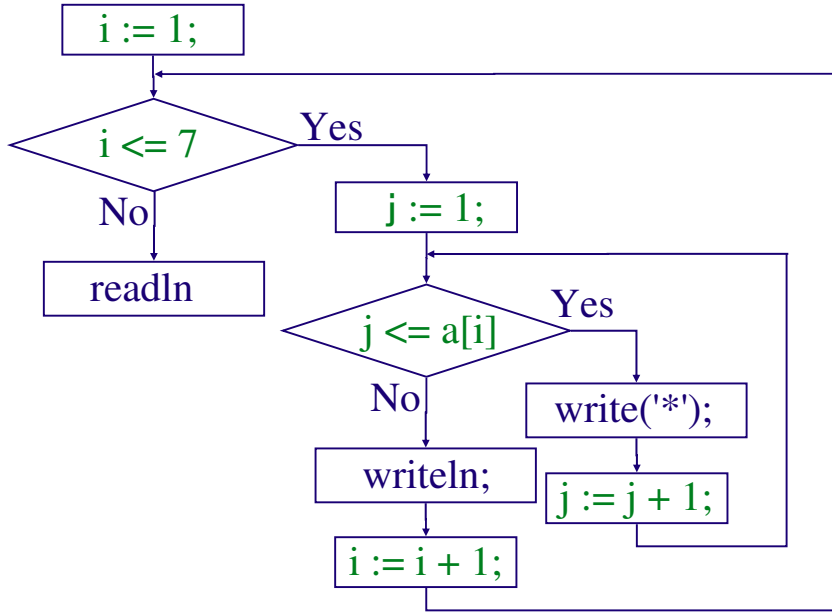 i := 1;
i <= 7
Yes
No
j := 1;
readln
j <= a[i]
Yes
No
write('*');
writeln;
j := j + 1;
i := i + 1;